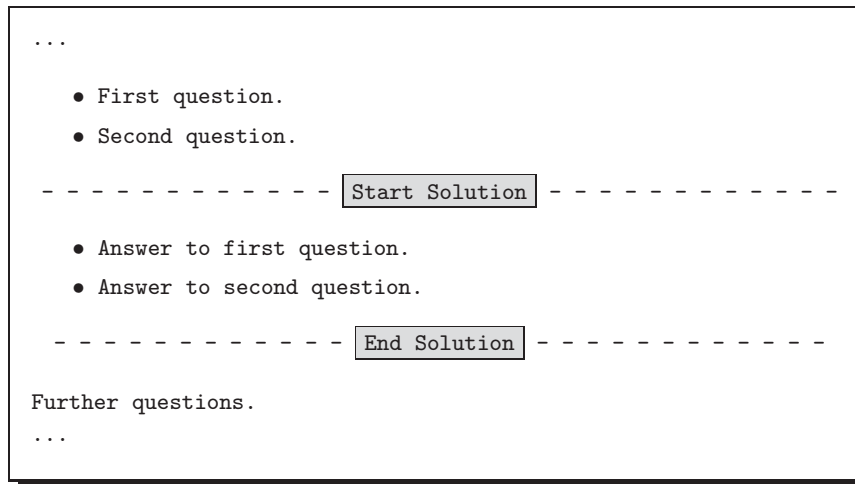 ...
• First question.
• Second question.
- - - - - - - - - - - - Start Solution - - - - - - - - - - - -
• Answer to first question.
• Answer to second question.
- - - - - - - - - - - - End Solution - - - - - - - - - - - -
Further questions.
...